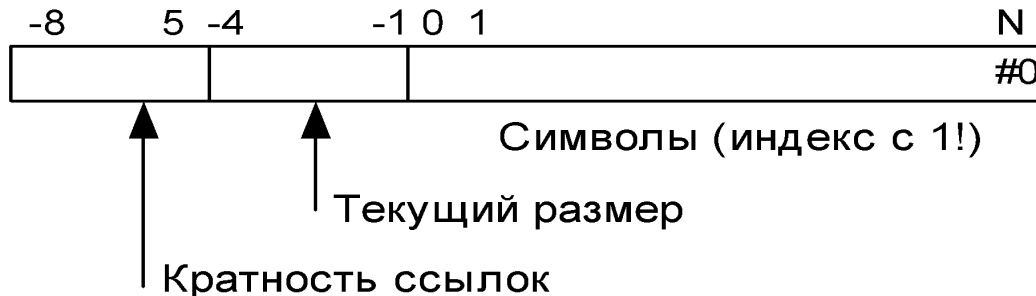 -8 5 -4 -1 0 1 N
#0
Символы (индекс с 1!)
Текущий размер
Кратность ссылок